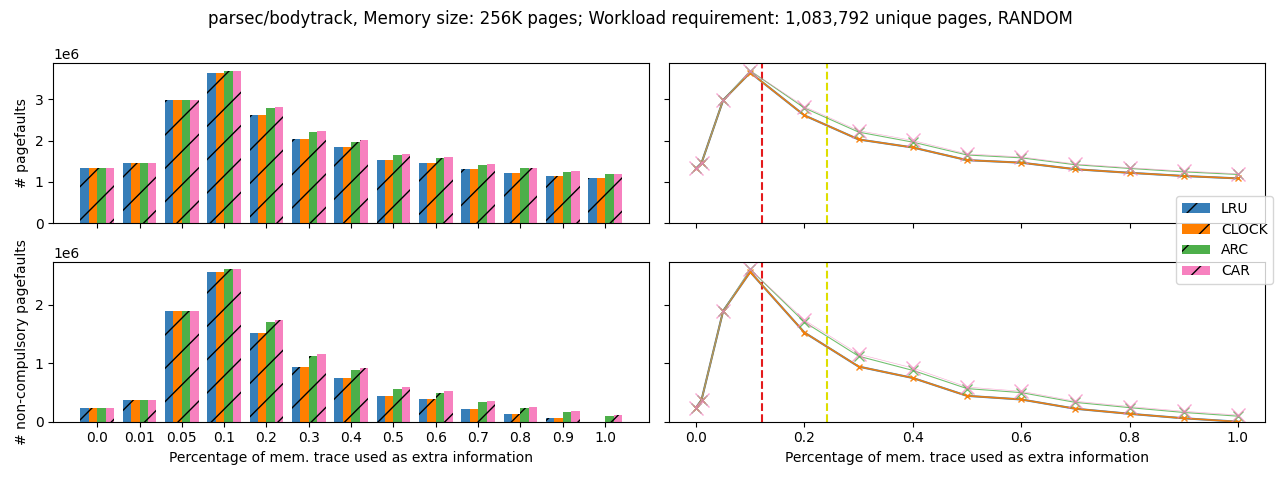 parsec/bodytrack, Memory size: 256K pages; Workload requirement: 1,083,792 unique pages, RANDOM
1e6
# pagefaults
3
2
1
0
1e6
# non-compulsory pagefaults
2
1
0
0.0 0.01 0.05 0.1 0.2 0.3 0.4 0.5 0.6 0.7 0.8 0.9 1.0
Percentage of mem. trace used as extra information
0.0 0.2 0.4 0.6 0.8 1.0
Percentage of mem. trace used as extra information
LRU
CLOCK
ARC
CAR